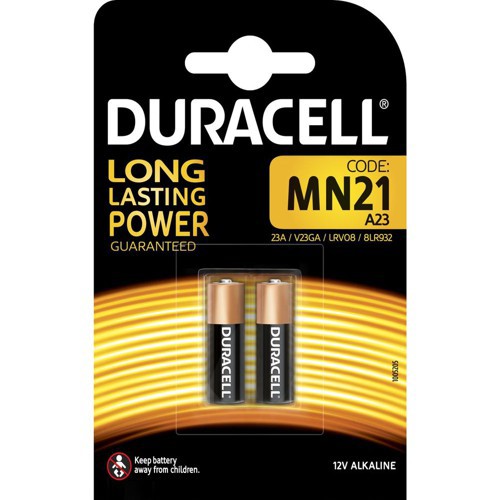 DURACELL®
LONG
LASTING
POWER
GUARANTEED
CODE:
MN21
A23
23A / V23GA / LRV08 / 8LR932
DURACELL
DURACELL
1005205
Keep battery
away from children.
12V ALKALINE